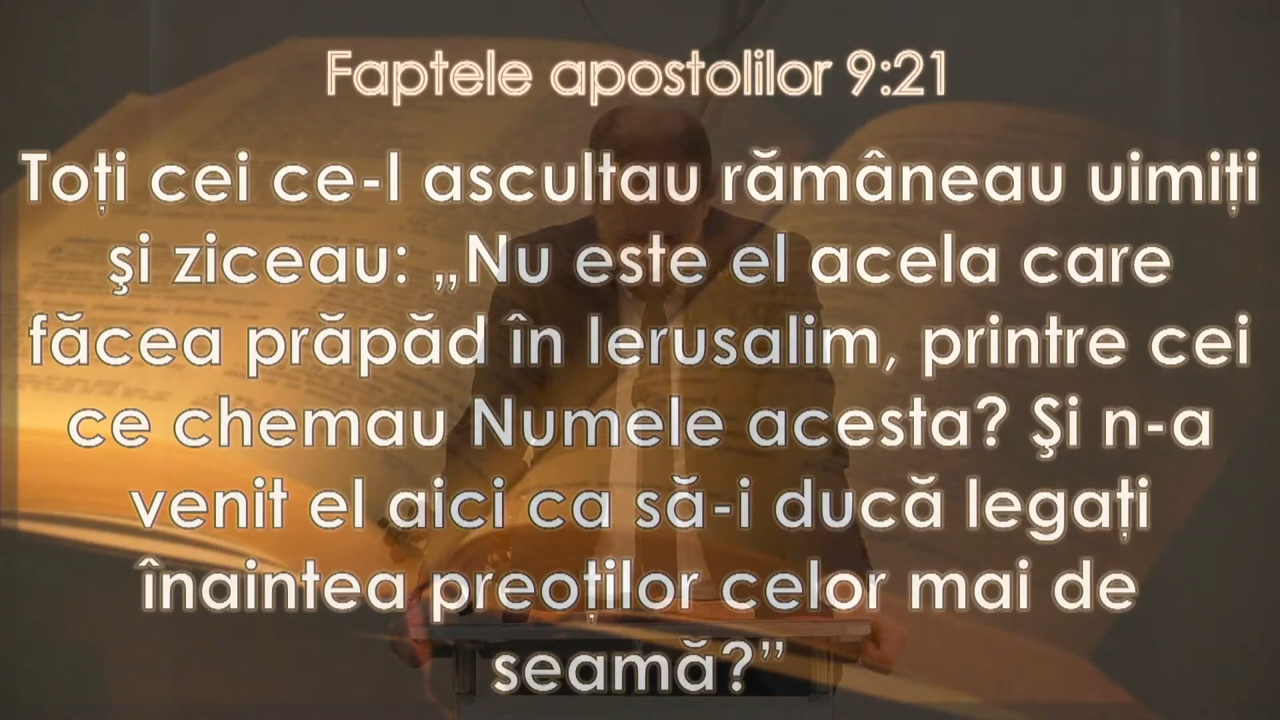 Faptele apostolilor 9:21
Toți cei ce-l ascultau rămâneau uimiți
şi ziceau: „Nu este el acela care
făcea prăpăd în Ierusalim, printre cei
ce chemau Numele acesta? Şi n-a
venit el aici ca să-i ducă legați
înaintea preoților celor mai de
seamă?”